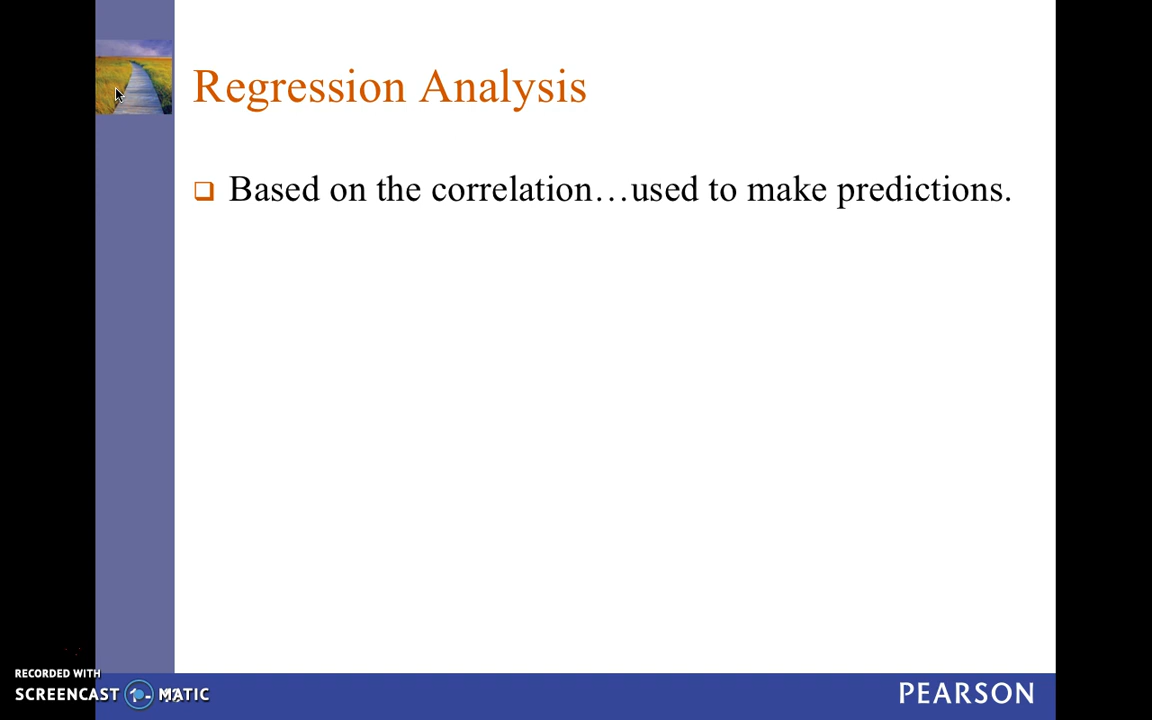 Regression Analysis
Based on the correlation…used to make predictions.
RECORDED WITH
SCREENCAST MATIC
PEARSON